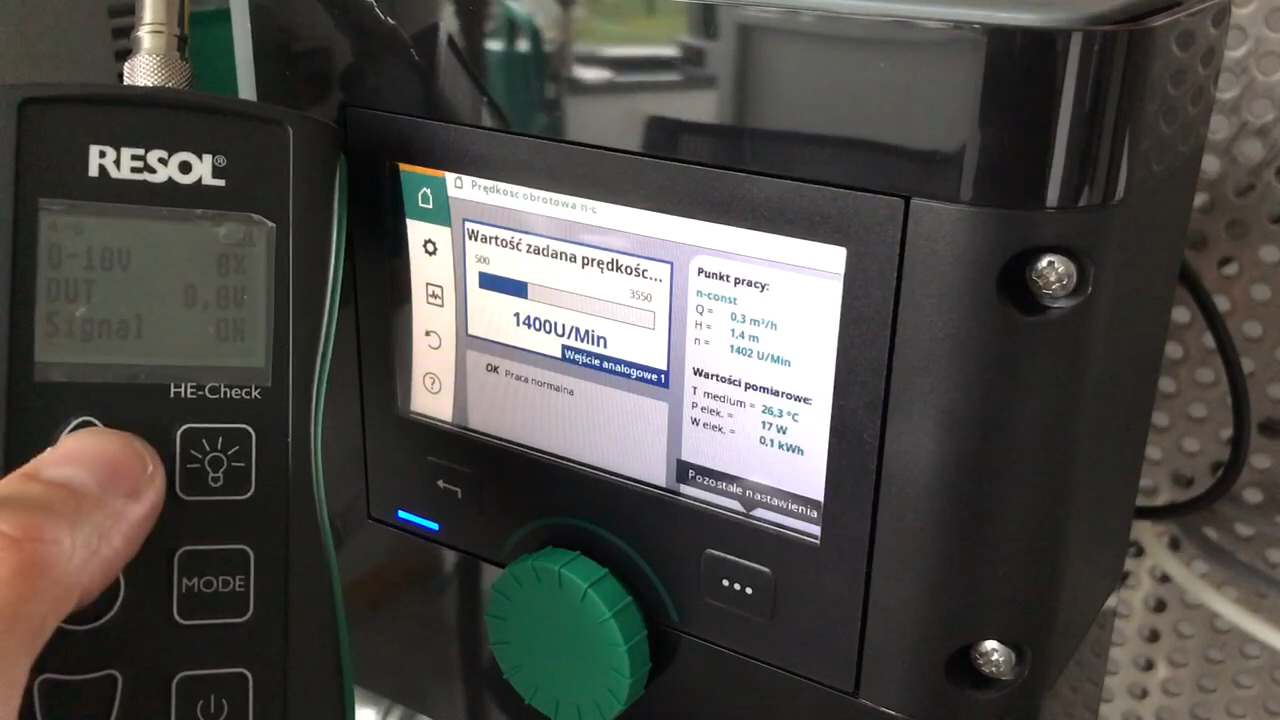 RESOL®
0-10V 0%
OUT 0,0V
Signal ON
HE-Check
MODE
Prędkość obrotowa n-c
Wartość zadana prędkośc...
500
3550
1400U/Min
Wejście analogowe 1
OK Praca normalna
Punkt pracy:
n-const
Q = 0,3 m³/h
H = 1,4 m
n = 1402 U/Min
Wartości pomiarowe:
T medium = 26,3 °C
P elek. = 17 W
W elek. = 0,1 kWh
Pozostałe nastawienia